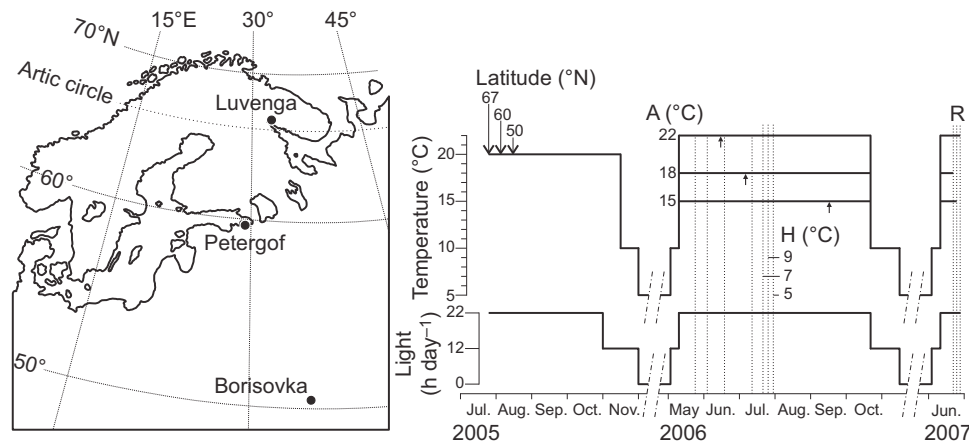 15°E 30° 45°
70°N
Artic circle
Luvenga
60°
Petergof
50°
Borisovka
Latitude (°N)
67
60
50
A (°C)
R
22
18
15
H (°C)
9
7
5
Temperature (°C)
20
15
10
5
Light
(h day–1)
22
12
0
Jul. Aug. Sep. Oct. Nov. May Jun. Jul. Aug. Sep. Oct. Jun.
2005 2006 2007